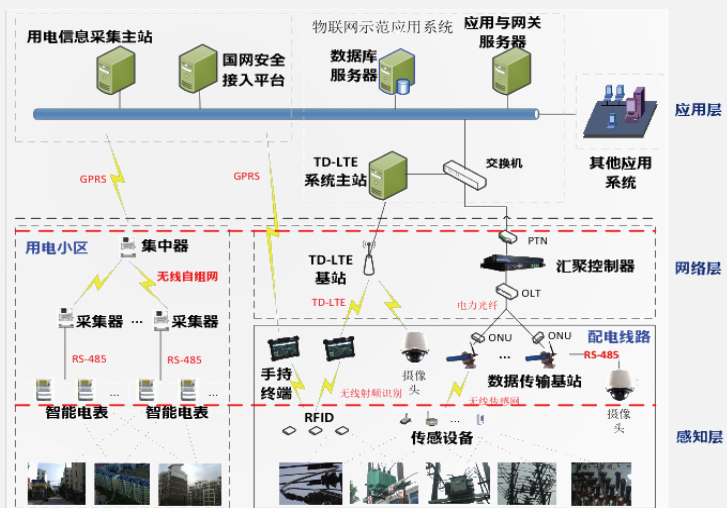 物联网示范应用系统
用电信息采集主站
国网安全
接入平台
数据库
服务器
应用与网关
服务器
应用层
其他应用
系统
GPRS
GPRS
TD-LTE
系统主站
交换机
用电小区
集中器
无线自组网
采集器
...
采集器
RS-485
RS-485
...
...
智能电表
智能电表
TD-LTE
基站
TD-LTE
PTN
汇聚控制器
OLT
电力光纤
网络层
ONU
ONU
配电线路
RS-485
...
数据传输基站
手持
终端
摄像
头
摄像
头
无线射频识别
无线传感网
RFID
...
传感设备
感知层